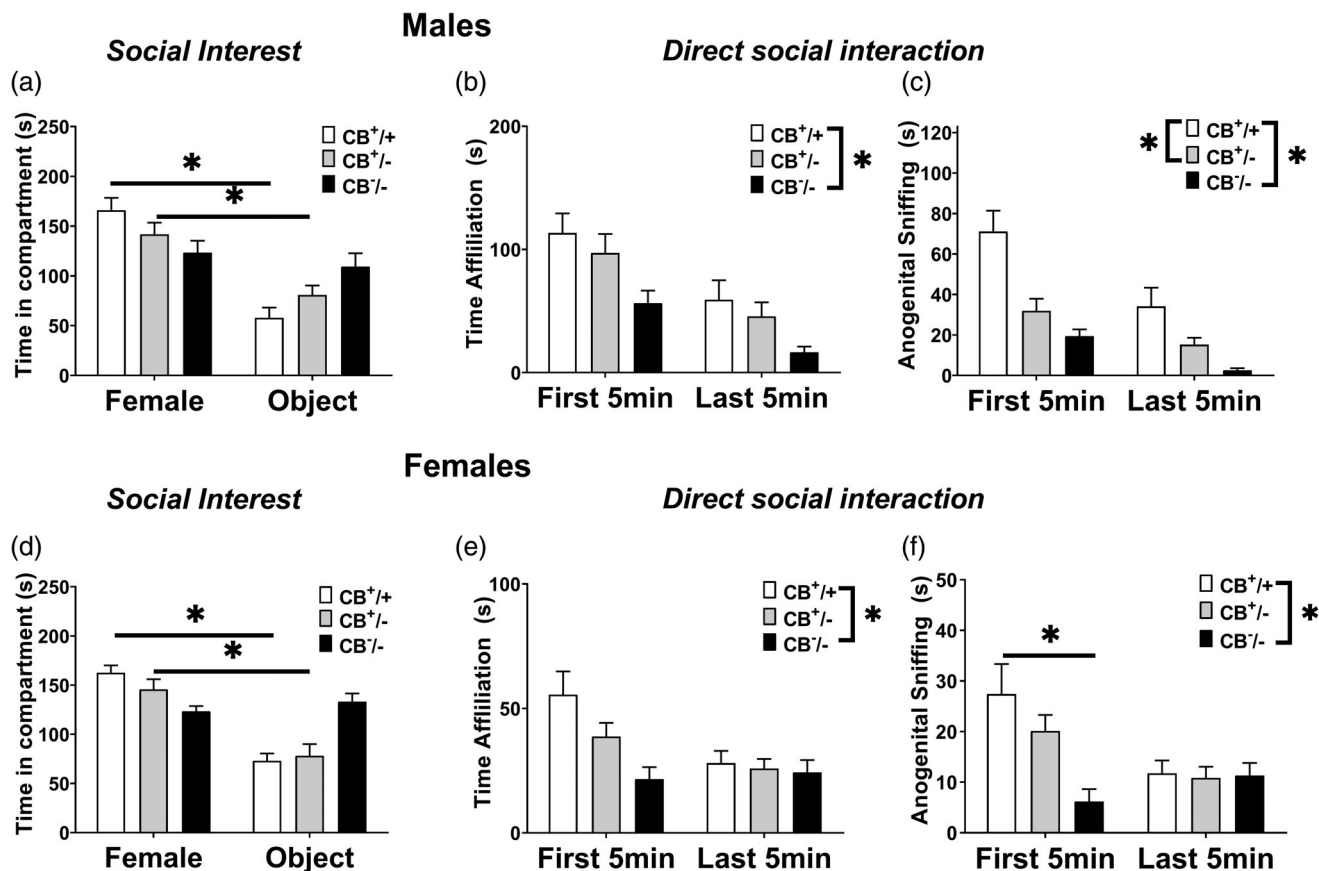 Males
Social Interest
Direct social interaction
(a)
Time in compartment (s)
250
200
150
100
50
0
CB+/+
CB+/-
CB-/-
*
*
Female Object
(b)
Time Affliliation (s)
200
100
0
CB+/+
CB+/-
CB-/-
*
First 5min Last 5min
(c)
Anogenital Sniffing (s)
120
100
80
60
40
20
0
* CB+/+
CB+/-
CB-/-
*
First 5min Last 5min
Females
Social Interest
Direct social interaction
(d)
Time in compartment (s)
250
200
150
100
50
0
CB+/+
CB+/-
CB-/-
*
*
Female Object
(e)
Time Affliliation (s)
100
50
0
CB+/+
CB+/-
CB-/-
*
First 5min Last 5min
(f)
Anogenital Sniffing (s)
50
40
30
20
10
0
CB+/+
CB+/-
CB-/-
*
*
First 5min Last 5min